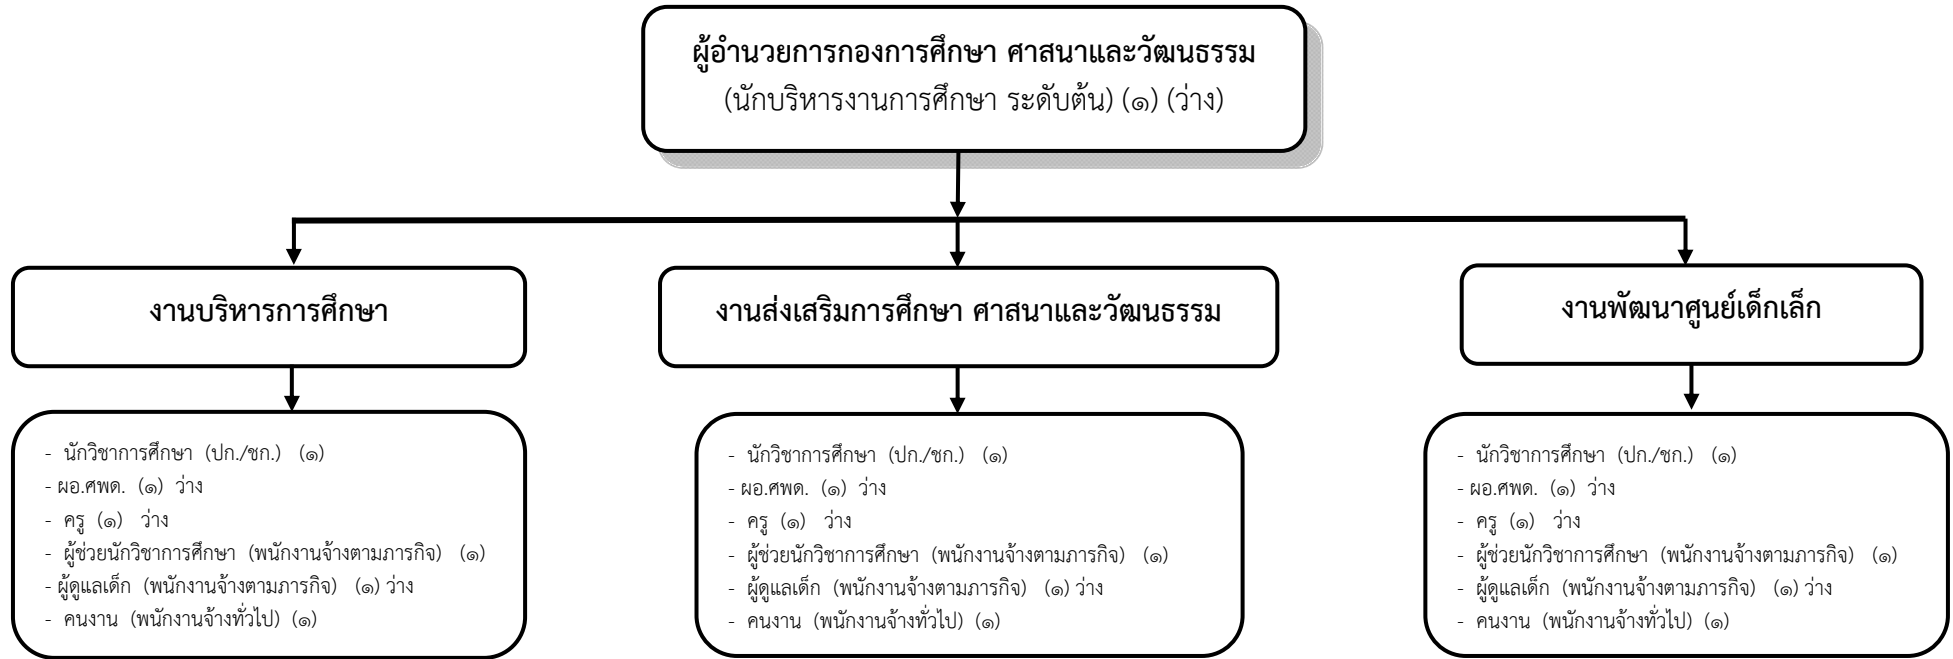 ผู้อำนวยการกองการศึกษา ศาสนาและวัฒนธรรม
(นักบริหารงานการศึกษา ระดับต้น) (๑) (ว่าง)
งานบริหารการศึกษา
งานส่งเสริมการศึกษา ศาสนาและวัฒนธรรม
งานพัฒนาศูนย์เด็กเล็ก
- นักวิชาการศึกษา (ปก./ชก.) (๑)
- ผอ.ศพด. (๑) ว่าง
- ครู (๑) ว่าง
- ผู้ช่วยนักวิชาการศึกษา (พนักงานจ้างตามภารกิจ) (๑)
- ผู้ดูแลเด็ก (พนักงานจ้างตามภารกิจ) (๑) ว่าง
- คนงาน (พนักงานจ้างทั่วไป) (๑)
- นักวิชาการศึกษา (ปก./ชก.) (๑)
- ผอ.ศพด. (๑) ว่าง
- ครู (๑) ว่าง
- ผู้ช่วยนักวิชาการศึกษา (พนักงานจ้างตามภารกิจ) (๑)
- ผู้ดูแลเด็ก (พนักงานจ้างตามภารกิจ) (๑) ว่าง
- คนงาน (พนักงานจ้างทั่วไป) (๑)
- นักวิชาการศึกษา (ปก./ชก.) (๑)
- ผอ.ศพด. (๑) ว่าง
- ครู (๑) ว่าง
- ผู้ช่วยนักวิชาการศึกษา (พนักงานจ้างตามภารกิจ) (๑)
- ผู้ดูแลเด็ก (พนักงานจ้างตามภารกิจ) (๑) ว่าง
- คนงาน (พนักงานจ้างทั่วไป) (๑)